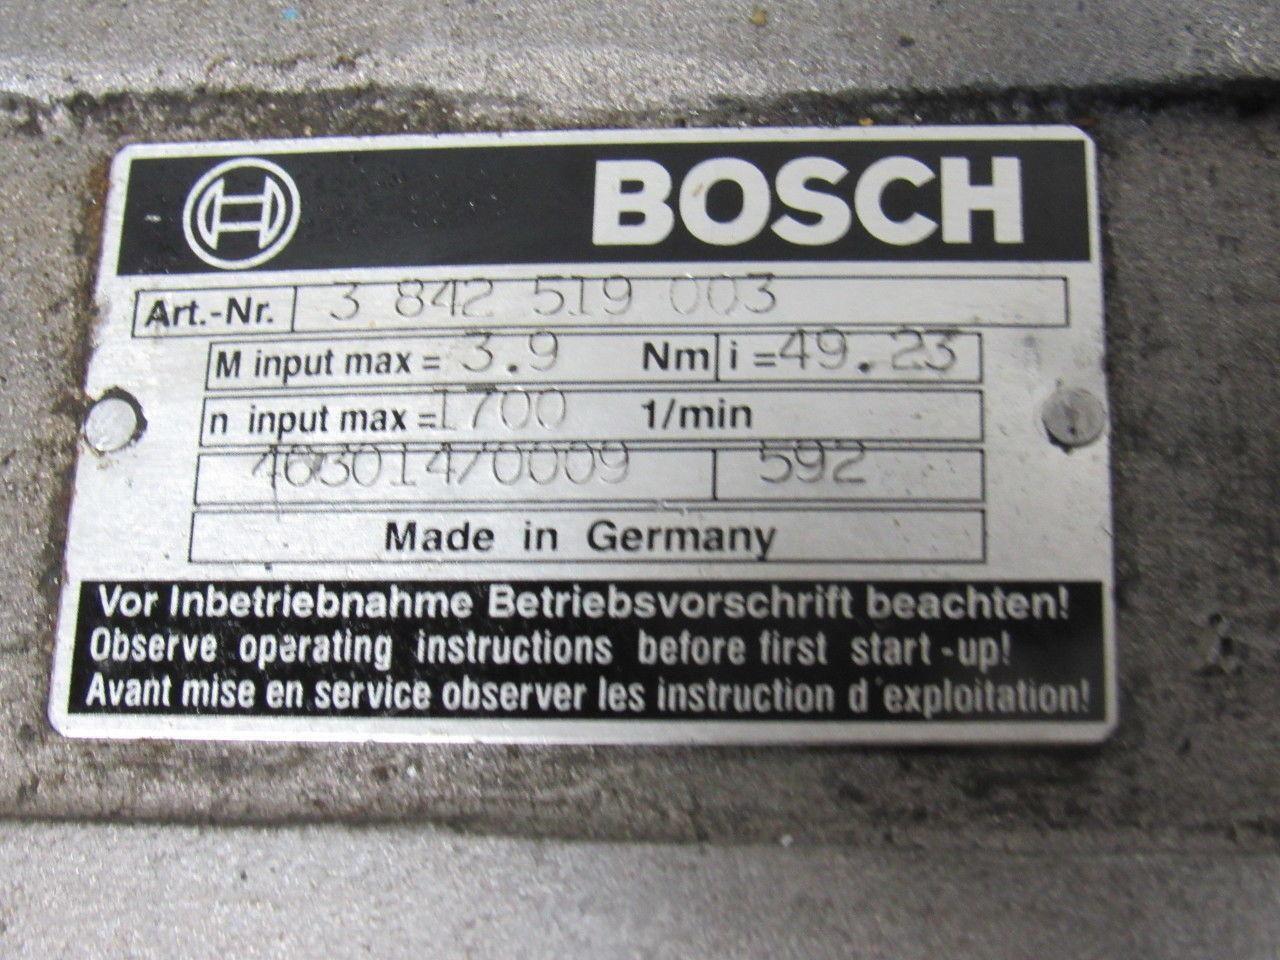 BOSCH
Art.-Nr. 3 842 519 003
M input max = 3.9 Nm i = 49.23
n input max = 1700 1/min
592
Made in Germany
Vor Inbetriebnahme Betriebsvorschrift beachten!
Observe operating instructions before first start-up!
Avant mise en service observer les instruction d'exploitation!